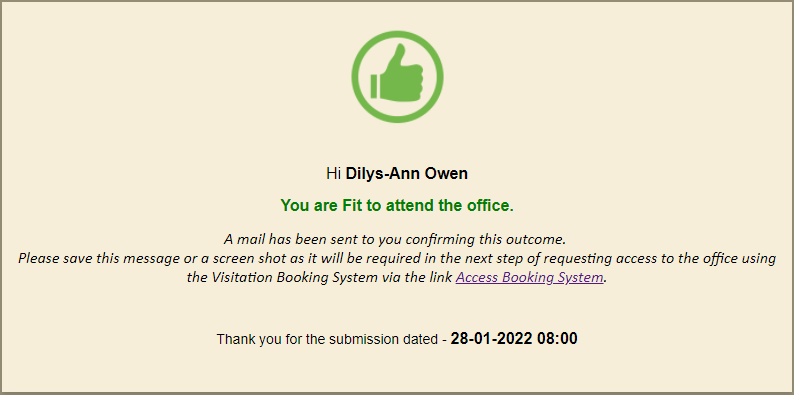 Hi Dilys-Ann Owen
You are Fit to attend the office.
A mail has been sent to you confirming this outcome.
Please save this message or a screen shot as it will be required in the next step of requesting access to the office using
the Visitation Booking System via the link Access Booking System.
Thank you for the submission dated - 28-01-2022 08:00